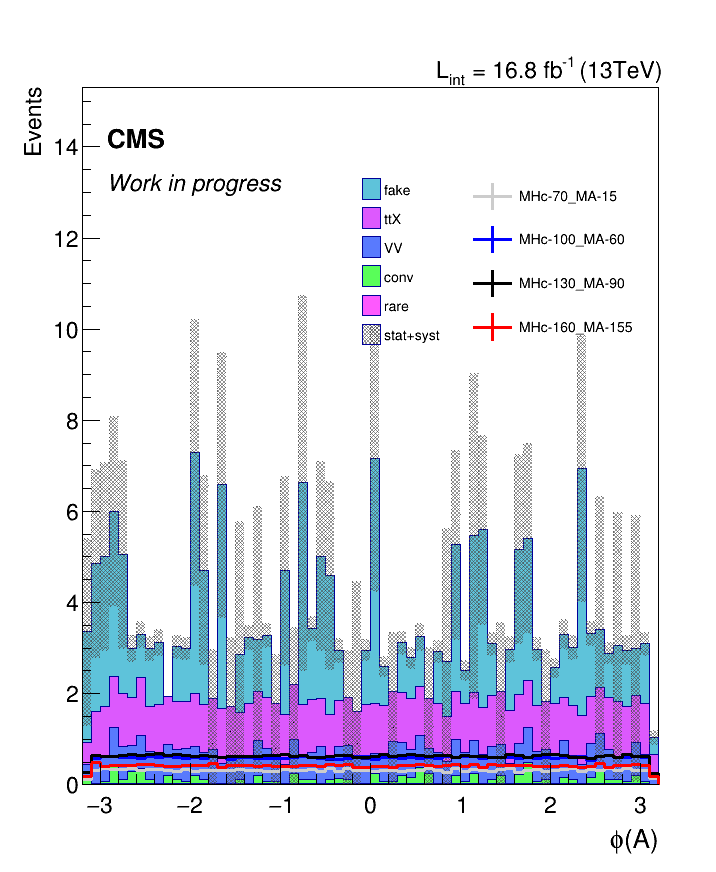 L_int = 16.8 fb^-1 (13TeV)
Events
CMS
Work in progress
fake
ttX
VV
conv
rare
stat+syst
MHc-70_MA-15
MHc-100_MA-60
MHc-130_MA-90
MHc-160_MA-155
14
12
10
8
6
4
2
0
−3 −2 −1 0 1 2 3
ϕ(A)